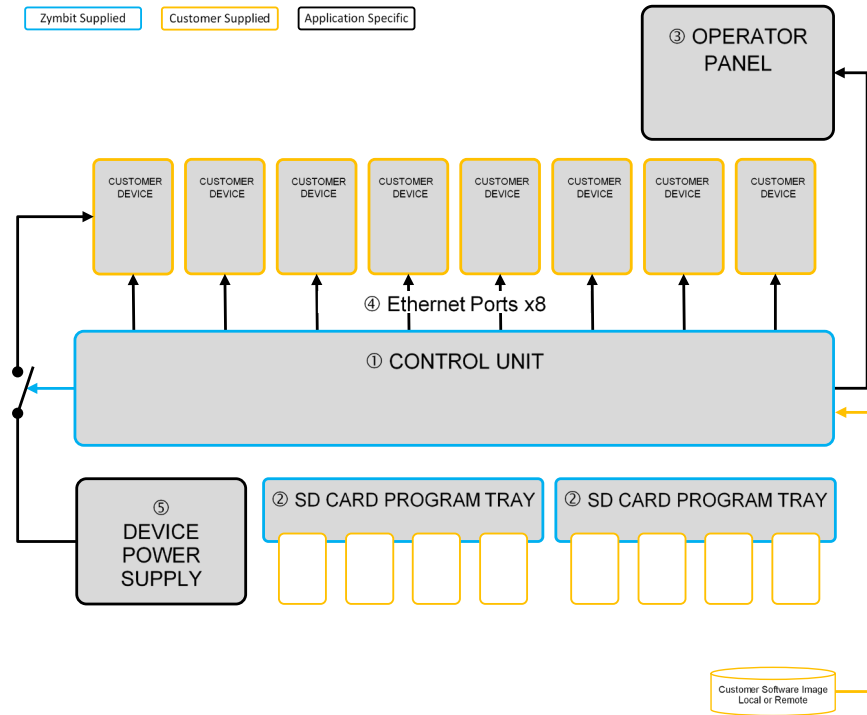 Zymbit Supplied
Customer Supplied
Application Specific
③ OPERATOR
PANEL
CUSTOMER
DEVICE
CUSTOMER
DEVICE
CUSTOMER
DEVICE
CUSTOMER
DEVICE
CUSTOMER
DEVICE
CUSTOMER
DEVICE
CUSTOMER
DEVICE
CUSTOMER
DEVICE
④ Ethernet Ports x8
① CONTROL UNIT
⑤
DEVICE
POWER
SUPPLY
② SD CARD PROGRAM TRAY
② SD CARD PROGRAM TRAY
Customer Software Image
Local or Remote